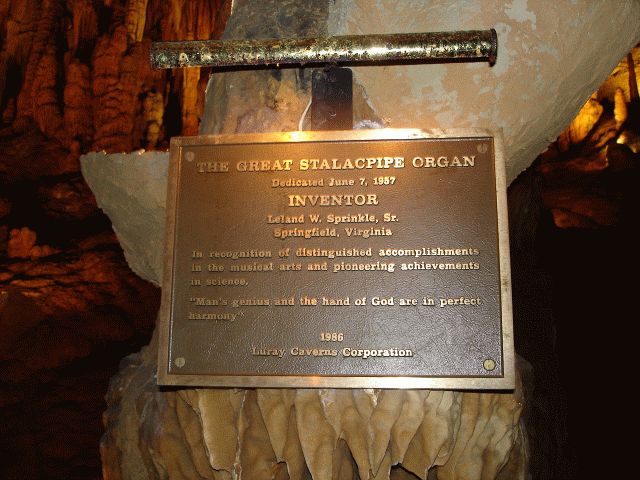 THE GREAT STALACPIPE ORGAN
Dedicated June 7, 1957
INVENTOR
Leland W. Sprinkle, Sr.
Springfield, Virginia
In recognition of distinguished accomplishments
in the musical arts and pioneering achievements
in science.
"Man's genius and the hand of God are in perfect
harmony"
1986
Luray Caverns Corporation